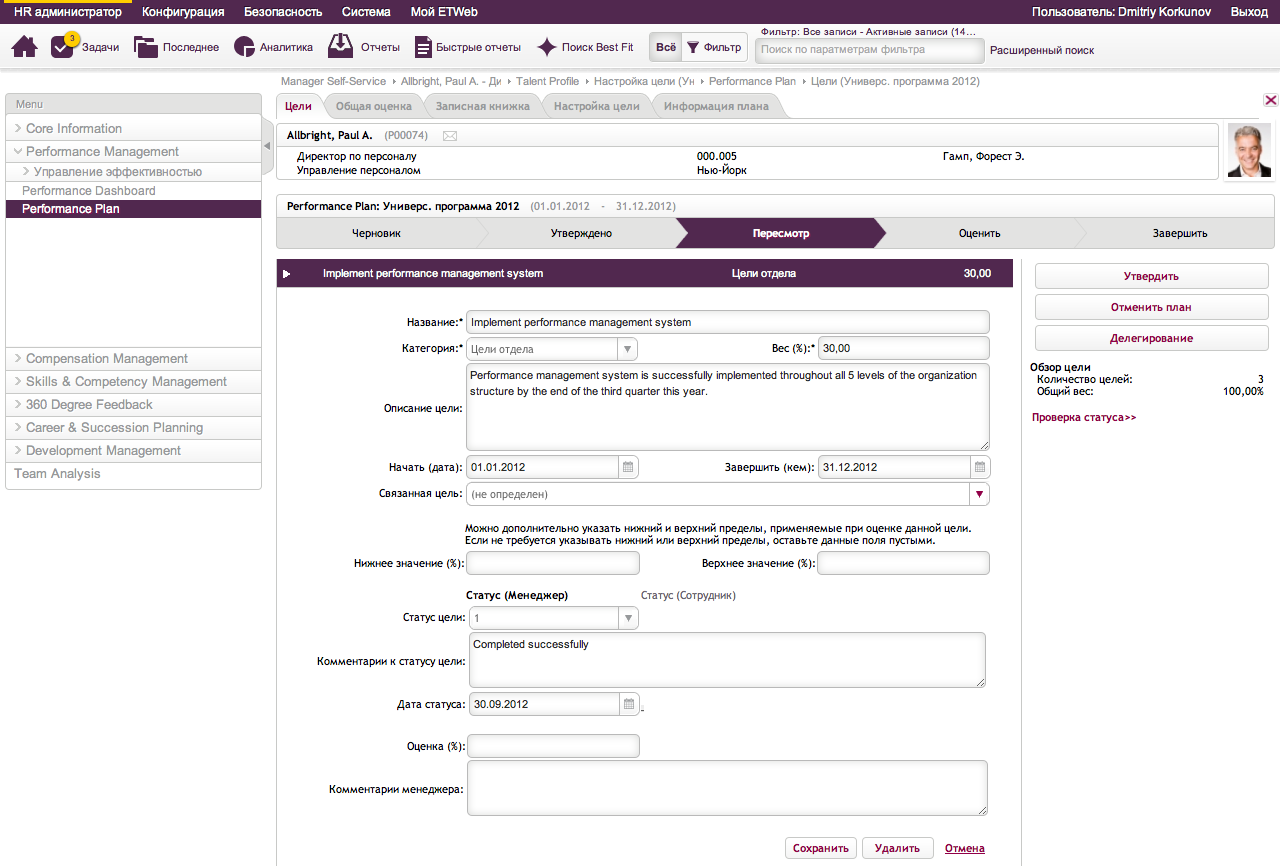 HR администратор Конфигурация Безопасность Система Мой ETWeb Пользователь: Dmitriy Korkunov Выход
3 Задачи Последнее Аналитика Отчеты Быстрые отчеты Поиск Best Fit Всё Фильтр
Фильтр: Все записи - Активные записи (14...
Поиск по паратметрам фильтра Расширенный поиск
Manager Self-Service Allbright, Paul A. - Ди Talent Profile Настройка цели (Ун Performance Plan Цели (Универс. программа 2012)
Menu
Core Information
Performance Management
Управление эффективностью
Performance Dashboard
Performance Plan
Compensation Management
Skills & Competency Management
360 Degree Feedback
Career & Succession Planning
Development Management
Team Analysis
Цели Общая оценка Записная книжка Настройка цели Информация плана
Allbright, Paul A. (P00074)
Директор по персоналу 000.005 Гамп, Форест Э.
Управление персоналом Нью-Йорк
Performance Plan: Универс. программа 2012 (01.01.2012 - 31.12.2012)
Черновик Утверждено Пересмотр Оценить Завершить
Implement performance management system Цели отдела 30,00
Название:* Implement performance management system
Категория:* Цели отдела Вес (%):* 30,00
Описание цели: Performance management system is successfully implemented throughout all 5 levels of the organization
structure by the end of the third quarter this year.
Начать (дата): 01.01.2012 Завершить (кем): 31.12.2012
Связанная цель: (не определен)
Можно дополнительно указать нижний и верхний пределы, применяемые при оценке данной цели.
Если не требуется указывать нижний или верхний пределы, оставьте данные поля пустыми.
Нижнее значение (%): Верхнее значение (%):
Статус (Менеджер) Статус (Сотрудник)
Статус цели: 1
Комментарии к статусу цели: Completed successfully
Дата статуса: 30.09.2012
Оценка (%):
Комментарии менеджера:
Сохранить Удалить Отмена
Утвердить
Отменить план
Делегирование
Обзор цели
Количество целей: 3
Общий вес: 100,00%
Проверка статуса>>